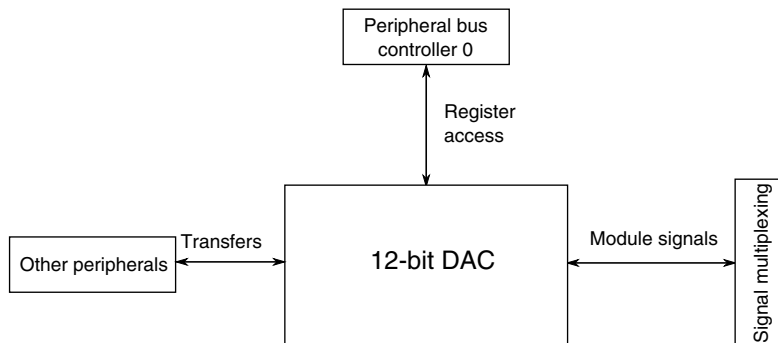 Peripheral bus
controller 0
Register
access
Transfers
Other peripherals
12-bit DAC
Module signals
Signal multiplexing